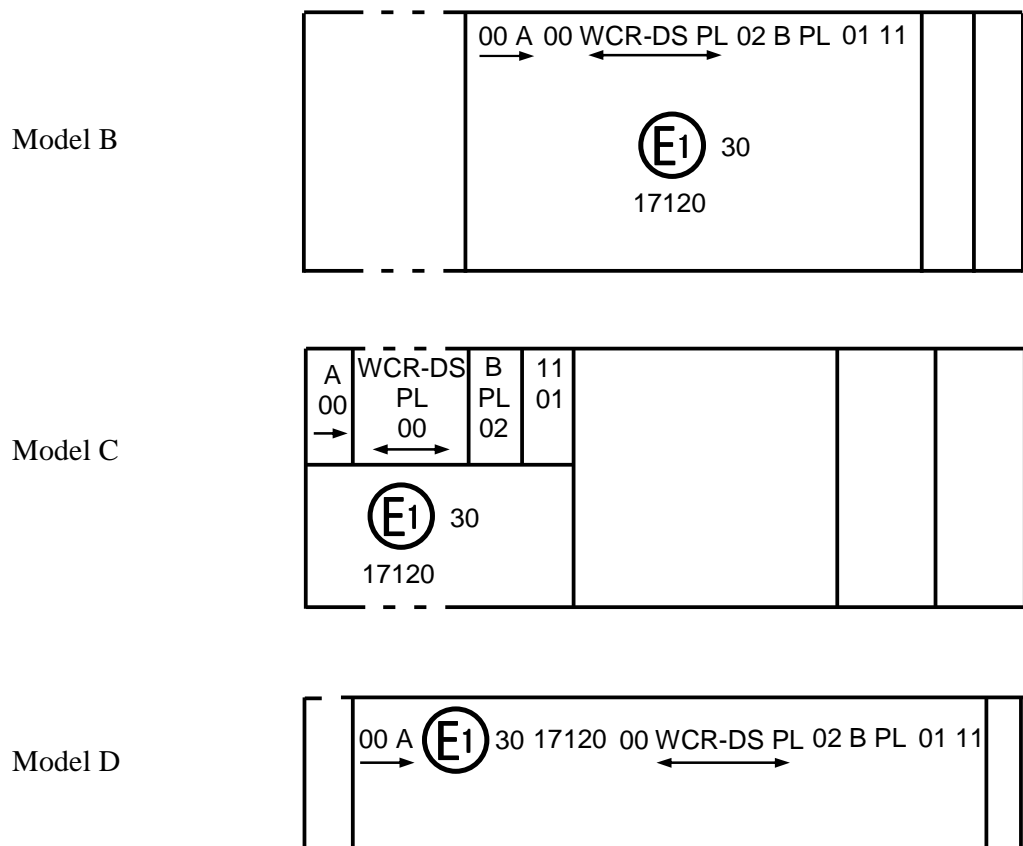 00 A 00 WCR-DS PL 02 B PL 01 11
Model B
E1 30
17120
A WCR-DS B 11
00 PL PL 01
00 02
Model C
E1 30
17120
Model D
00 A E1 30 17120 00 WCR-DS PL 02 B PL 01 11